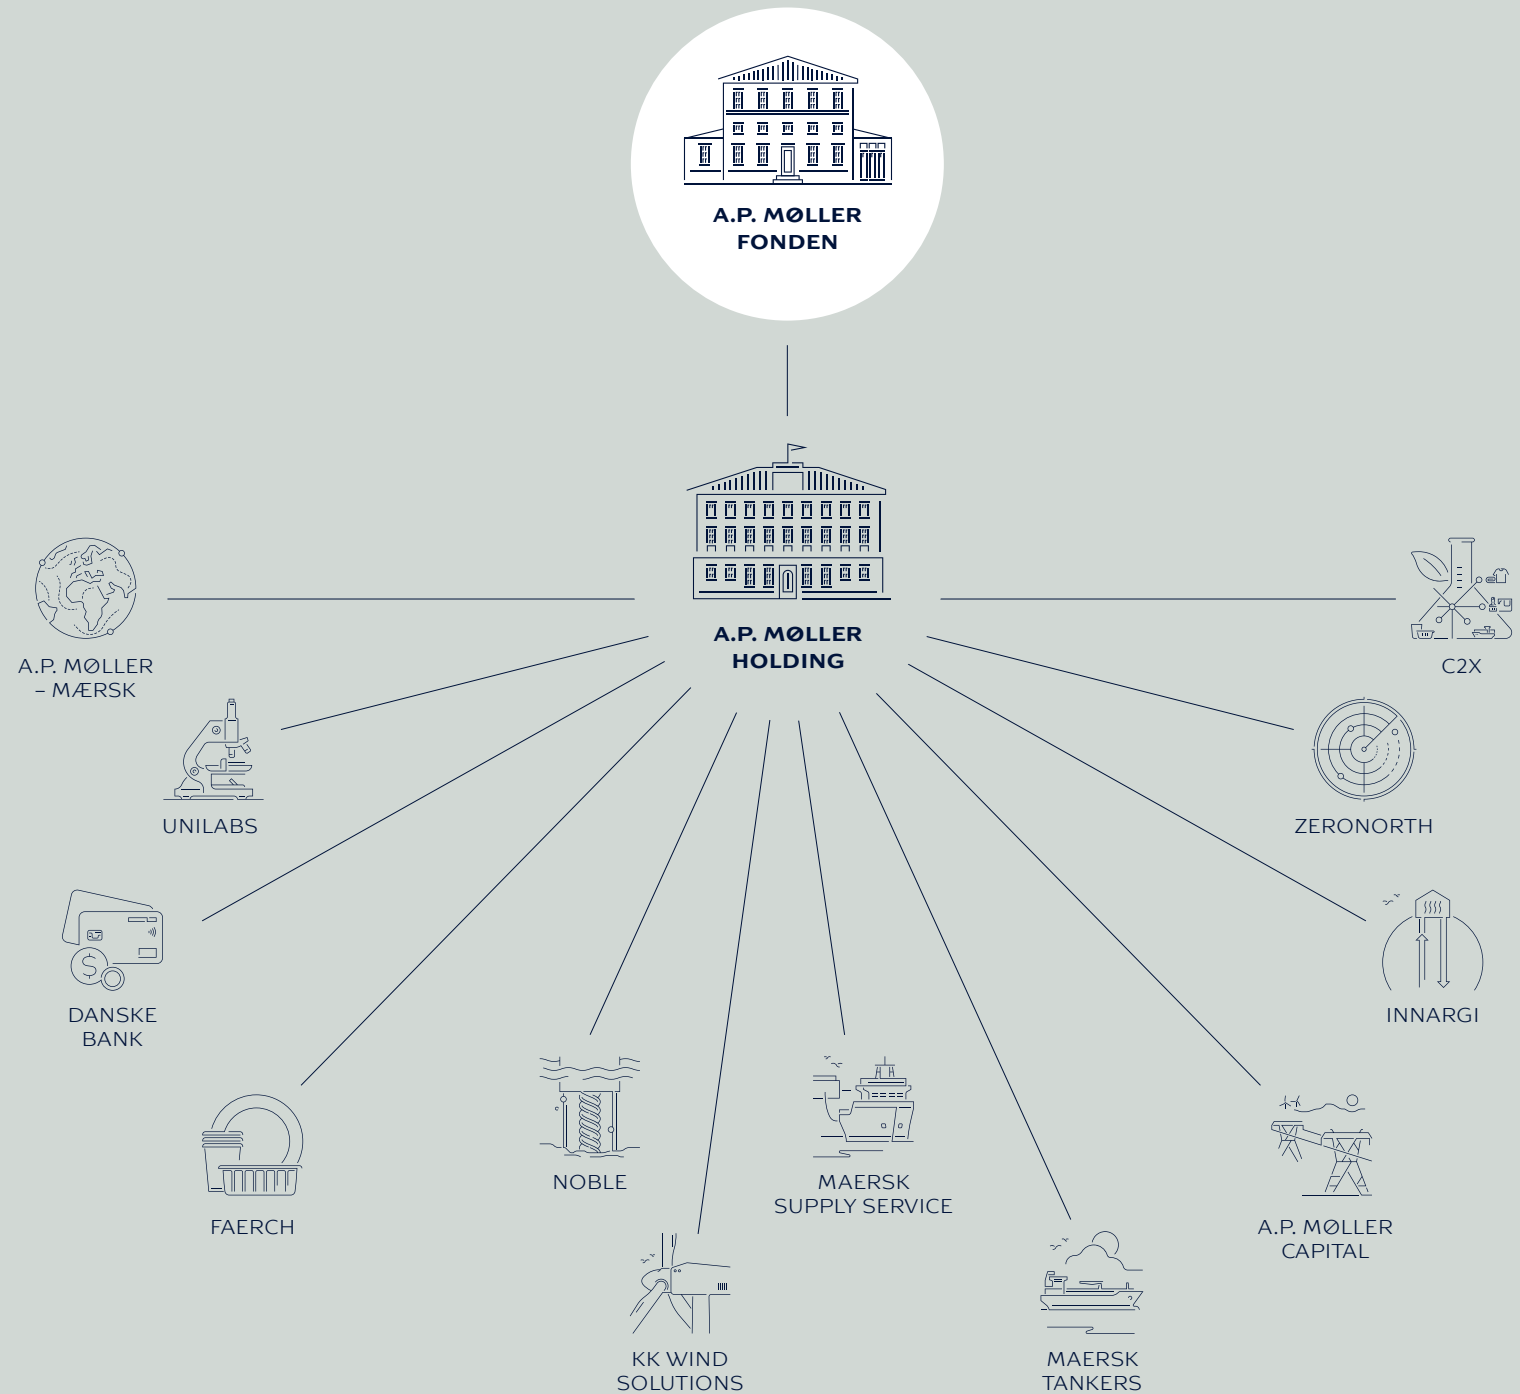 A.P. MØLLER
FONDEN
A.P. MØLLER
HOLDING
A.P. MØLLER
– MÆRSK
UNILABS
DANSKE
BANK
FAERCH
NOBLE
KK WIND
SOLUTIONS
MAERSK
SUPPLY SERVICE
MAERSK
TANKERS
A.P. MØLLER
CAPITAL
INNARGI
ZERONORTH
C2X